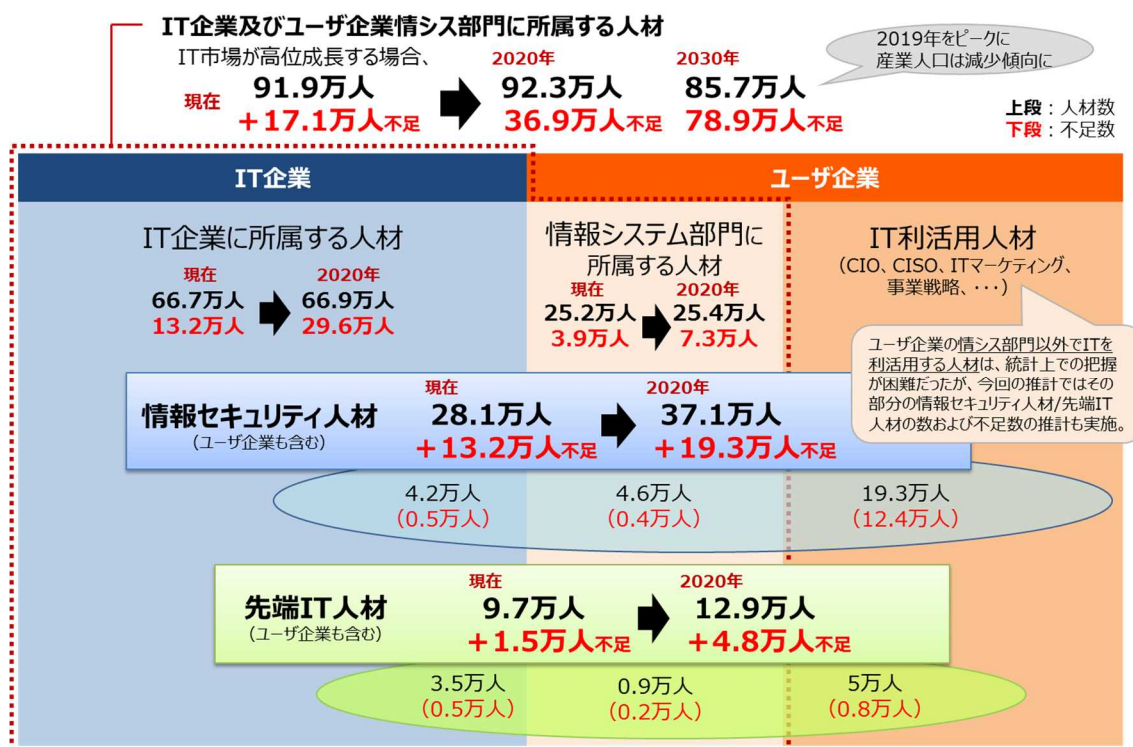 IT企業及びユーザ企業情シス部門に所属する人材
IT市場が高位成長する場合、
2020年
2030年
現在
91.9万人
92.3万人
85.7万人
+17.1万人不足
36.9万人不足
78.9万人不足
2019年をピークに
産業人口は減少傾向に
上段：人材数
下段：不足数
IT企業
ユーザ企業
IT企業に所属する人材
現在
2020年
66.7万人
66.9万人
13.2万人
29.6万人
情報システム部門に
所属する人材
現在
2020年
25.2万人
25.4万人
3.9万人
7.3万人
IT利活用人材
（CIO、CISO、ITマーケティング、
事業戦略、・・・）
ユーザ企業の情シス部門以外でITを
利活用する人材は、統計上での把握
が困難だったが、今回の推計ではその
部分の情報セキュリティ人材/先端IT
人材の数および不足数の推計も実施。
情報セキュリティ人材
（ユーザ企業も含む）
現在
2020年
28.1万人
37.1万人
+13.2万人不足
+19.3万人不足
4.2万人
4.6万人
19.3万人
（0.5万人）
（0.4万人）
（12.4万人）
先端IT人材
（ユーザ企業も含む）
現在
2020年
9.7万人
12.9万人
+1.5万人不足
+4.8万人不足
3.5万人
0.9万人
5万人
（0.5万人）
（0.2万人）
（0.8万人）